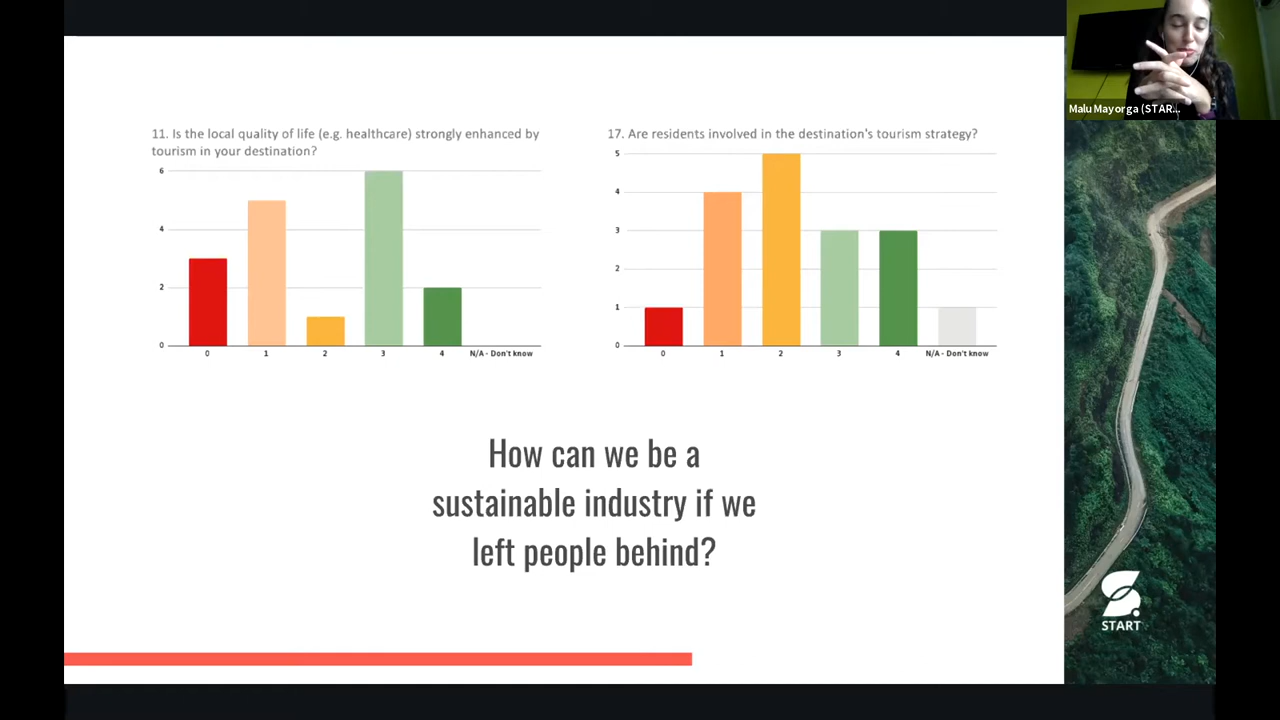 Malu Mayorga (STAR...
11. Is the local quality of life (e.g. healthcare) strongly enhanced by
tourism in your destination?
6
4
2
0
0 1 2 3 4 N/A - Don't know
17. Are residents involved in the destination's tourism strategy?
5
4
3
2
1
0
0 1 2 3 4 N/A - Don't know
How can we be a
sustainable industry if we
left people behind?
START